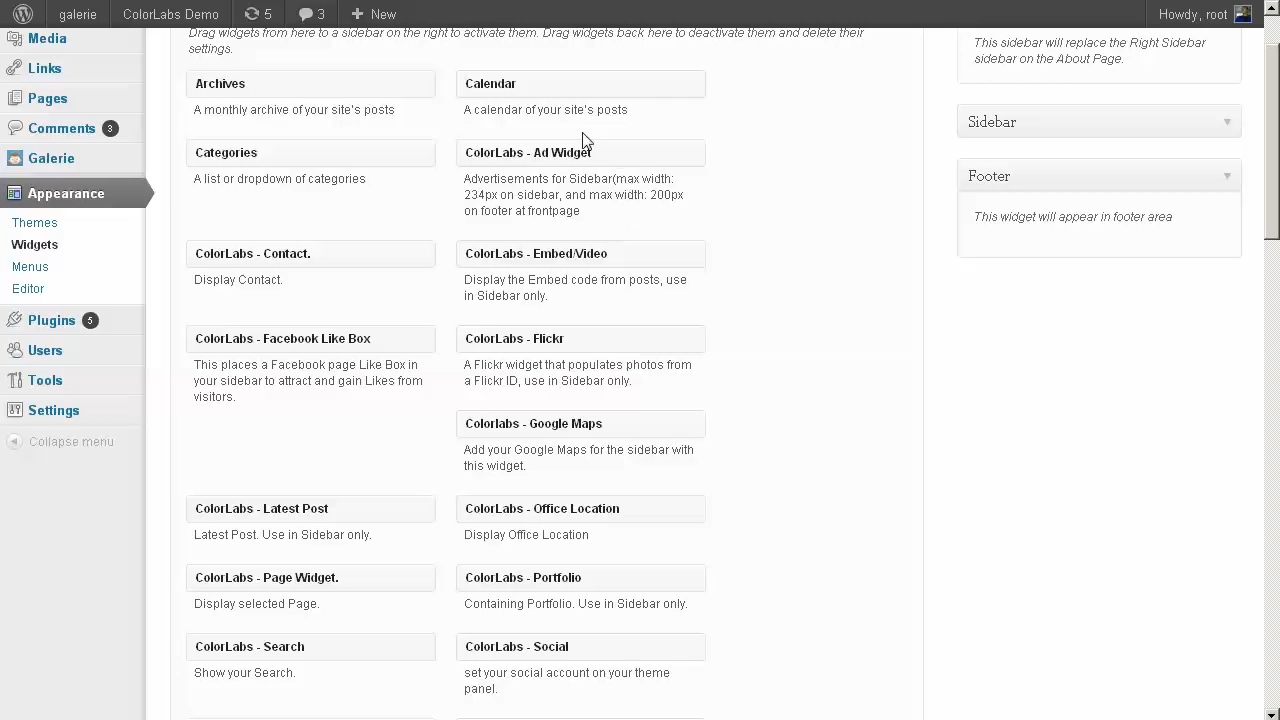 galerie
ColorLabs Demo
5
3
New
Howdy, root
Media
Links
Pages
Comments 3
Galerie
Appearance
Themes
Widgets
Menus
Editor
Plugins 5
Users
Tools
Settings
Collapse menu
Drag widgets from here to a sidebar on the right to activate them. Drag widgets back here to deactivate them and delete their
settings.
Archives
A monthly archive of your site's posts
Calendar
A calendar of your site's posts
Categories
A list or dropdown of categories
ColorLabs - Ad Widget
Advertisements for Sidebar(max width:
234px on sidebar, and max width: 200px
on footer at frontpage
ColorLabs - Contact.
Display Contact.
ColorLabs - Embed/Video
Display the Embed code from posts, use
in Sidebar only.
ColorLabs - Facebook Like Box
This places a Facebook page Like Box in
your sidebar to attract and gain Likes from
visitors.
ColorLabs - Flickr
A Flickr widget that populates photos from
a Flickr ID, use in Sidebar only.
Colorlabs - Google Maps
Add your Google Maps for the sidebar with
this widget.
ColorLabs - Latest Post
Latest Post. Use in Sidebar only.
ColorLabs - Office Location
Display Office Location
ColorLabs - Page Widget.
Display selected Page.
ColorLabs - Portfolio
Containing Portfolio. Use in Sidebar only.
ColorLabs - Search
Show your Search.
ColorLabs - Social
set your social account on your theme
panel.
This sidebar will replace the Right Sidebar
sidebar on the About Page.
Sidebar
Footer
This widget will appear in footer area